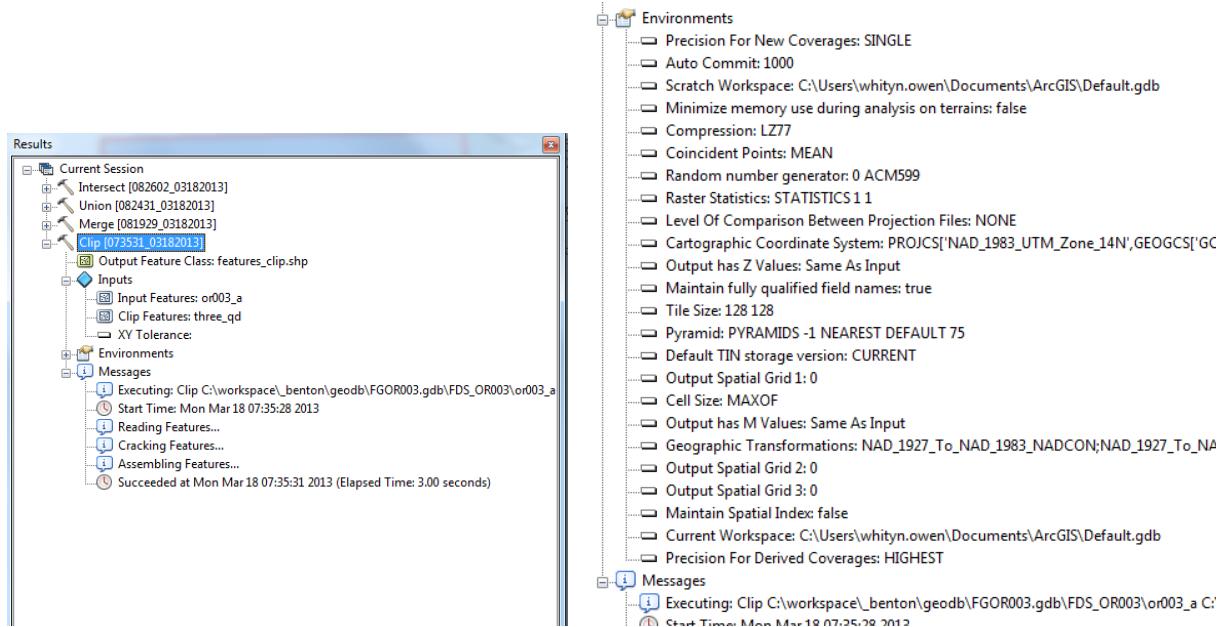 Results
Current Session
Intersect [082602_03182013]
Union [082431_03182013]
Merge [081929_03182013]
Clip [073531_03182013]
Output Feature Class: features_clip.shp
Inputs
Input Features: or003_a
Clip Features: three_qd
XY Tolerance:
Environments
Messages
Executing: Clip C:\workspace\_benton\geodb\FGOR003.gdb\FDS_OR003\or003_a
Start Time: Mon Mar 18 07:35:28 2013
Reading Features...
Cracking Features...
Assembling Features...
Succeeded at Mon Mar 18 07:35:31 2013 (Elapsed Time: 3.00 seconds)
Environments
Precision For New Coverages: SINGLE
Auto Commit: 1000
Scratch Workspace: C:\Users\whityn.owen\Documents\ArcGIS\Default.gdb
Minimize memory use during analysis on terrains: false
Compression: LZ77
Coincident Points: MEAN
Random number generator: 0 ACM599
Raster Statistics: STATISTICS 1 1
Level Of Comparison Between Projection Files: NONE
Cartographic Coordinate System: PROJCS['NAD_1983_UTM_Zone_14N',GEOGCS['GC
Output has Z Values: Same As Input
Maintain fully qualified field names: true
Tile Size: 128 128
Pyramid: PYRAMIDS -1 NEAREST DEFAULT 75
Default TIN storage version: CURRENT
Output Spatial Grid 1: 0
Cell Size: MAXOF
Output has M Values: Same As Input
Geographic Transformations: NAD_1927_To_NAD_1983_NADCON;NAD_1927_To_NA
Output Spatial Grid 2: 0
Output Spatial Grid 3: 0
Maintain Spatial Index: false
Current Workspace: C:\Users\whityn.owen\Documents\ArcGIS\Default.gdb
Precision For Derived Coverages: HIGHEST
Messages
Executing: Clip C:\workspace\_benton\geodb\FGOR003.gdb\FDS_OR003\or003_a C:\
Start Time: Mon Mar 18 07:35:28 2013